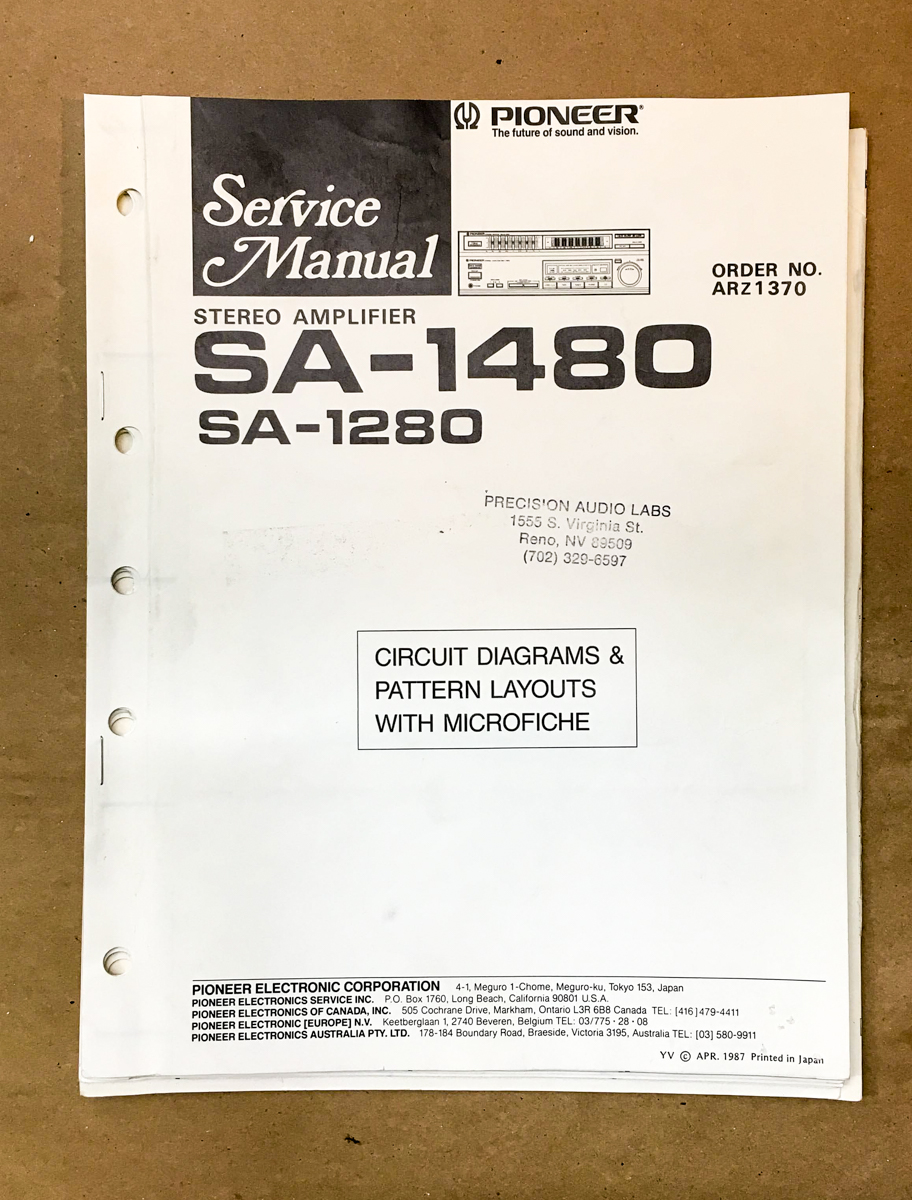 PIONEER®
The future of sound and vision.
Service
Manual
ORDER NO.
ARZ1370
STEREO AMPLIFIER
SA-1480
SA-1280
PRECISION AUDIO LABS
1555 S. Virginia St.
Reno, NV 89509
(702) 329-6597
CIRCUIT DIAGRAMS &
PATTERN LAYOUTS
WITH MICROFICHE
PIONEER ELECTRONIC CORPORATION 4-1, Meguro 1-Chome, Meguro-ku, Tokyo 153, Japan
PIONEER ELECTRONICS SERVICE INC. P.O. Box 1760, Long Beach, California 90801 U.S.A.
PIONEER ELECTRONICS OF CANADA, INC. 505 Cochrane Drive, Markham, Ontario L3R 6B8 Canada TEL: [416]479-4411
PIONEER ELECTRONIC [EUROPE] N.V. Keetberglaan 1, 2740 Beveren, Belgium TEL: 03/775·28·08
PIONEER ELECTRONICS AUSTRALIA PTY. LTD. 178-184 Boundary Road, Braeside, Victoria 3195, Australia TEL: [03] 580-9911
YV © APR. 1987 Printed in Japan